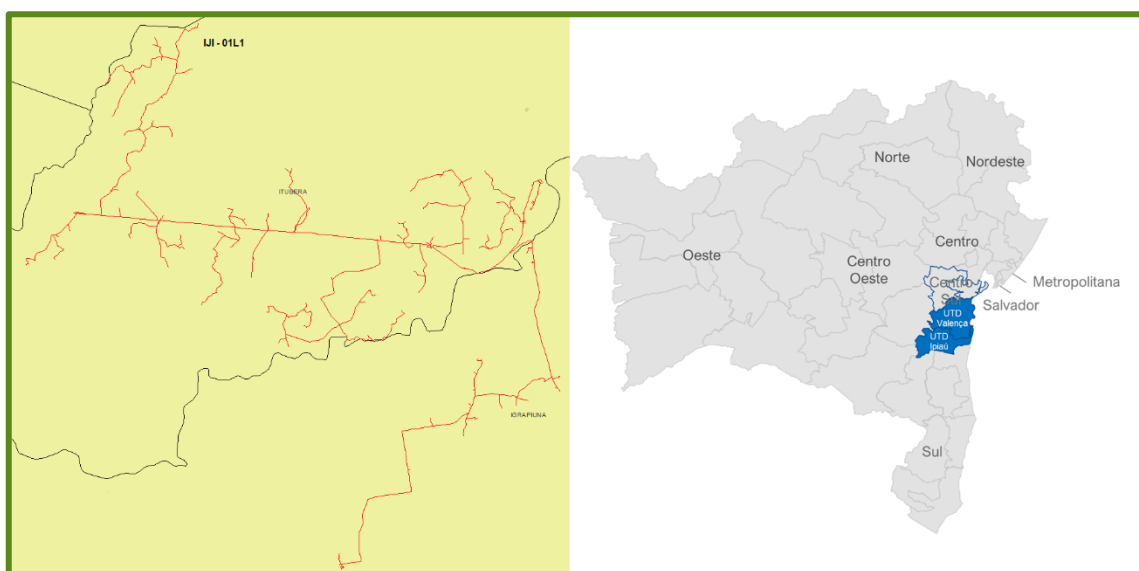 IJI - 01L1
ITUBERA
IGRAPIUNA
Norte
Nordeste
Oeste
Centro
Oeste
Centro
Metropolitana
Salvador
Centro
Sul
UTD
Valença
UTD
Ipiaú
Sul